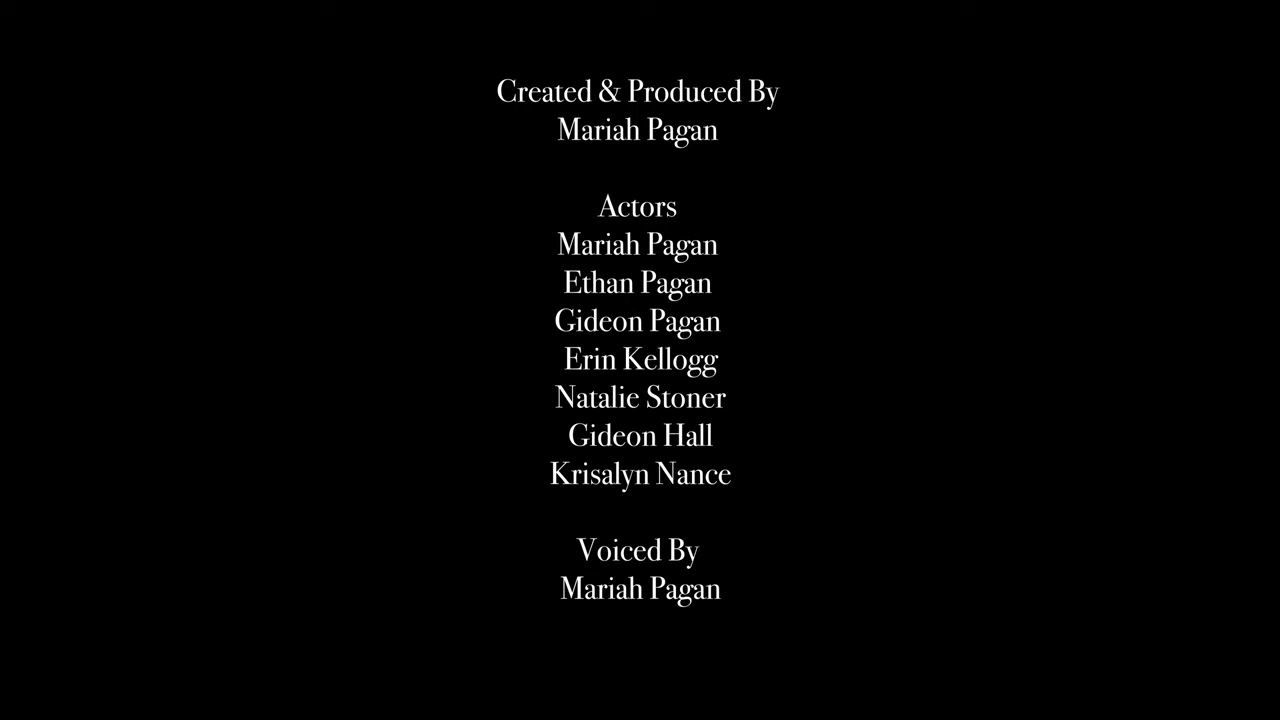 Created & Produced By
Mariah Pagan
Actors
Mariah Pagan
Ethan Pagan
Gideon Pagan
Erin Kellogg
Natalie Stoner
Gideon Hall
Krisalyn Nance
Voiced By
Mariah Pagan